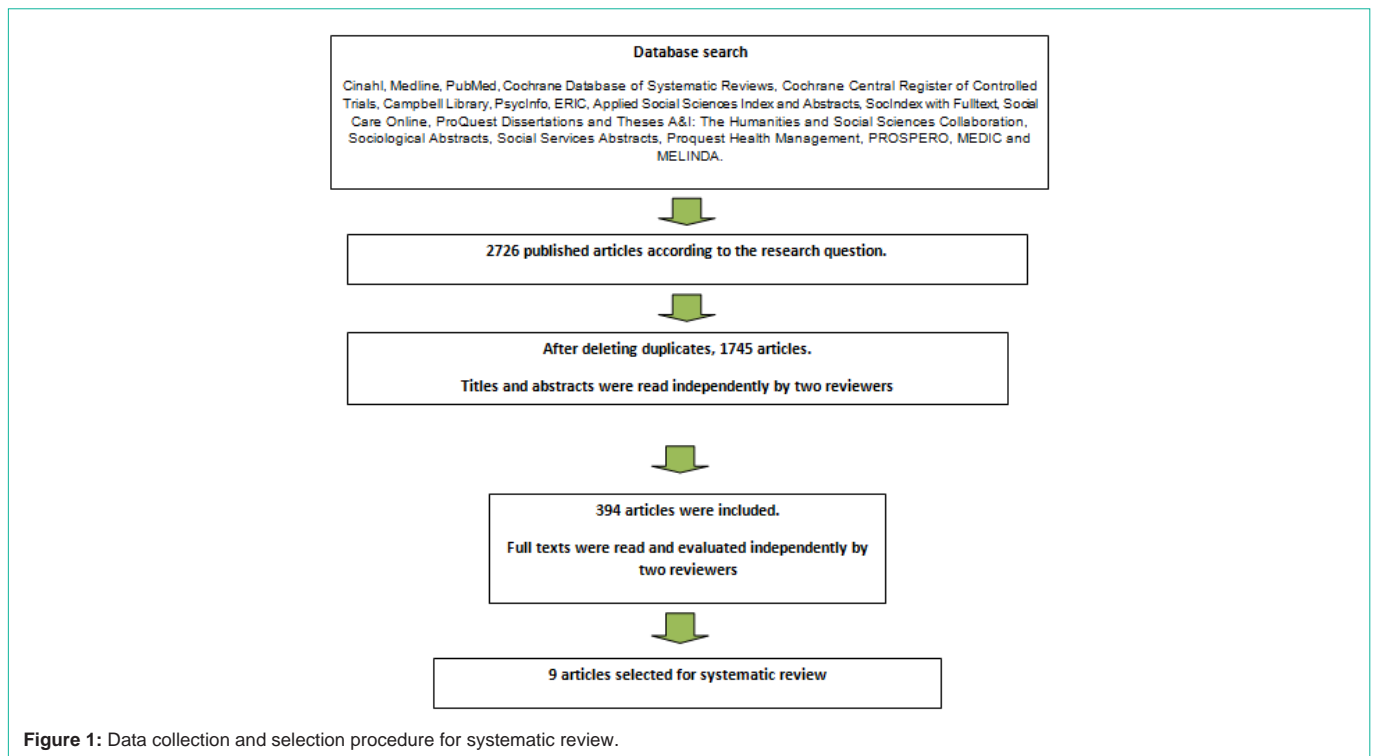 Database search
Cinahl, Medline, PubMed, Cochrane Database of Systematic Reviews, Cochrane Central Register of Controlled
Trials, Campbell Library, PsycInfo, ERIC, Applied Social Sciences Index and Abstracts, SocIndex with Fulltext, Social
Care Online, ProQuest Dissertations and Theses A&I: The Humanities and Social Sciences Collaboration,
Sociological Abstracts, Social Services Abstracts, Proquest Health Management, PROSPERO, MEDIC and
MELINDA.
2726 published articles according to the research question.
After deleting duplicates, 1745 articles.
Titles and abstracts were read independently by two reviewers
394 articles were included.
Full texts were read and evaluated independently by
two reviewers
9 articles selected for systematic review
Figure 1: Data collection and selection procedure for systematic review.